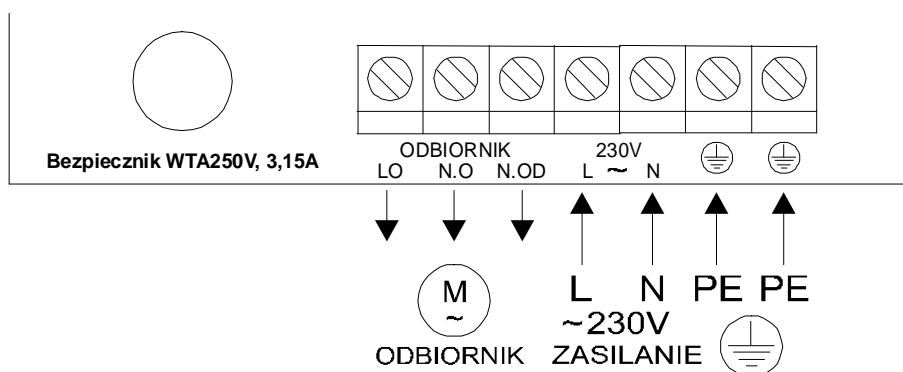 Bezpiecznik WTA250V, 3,15A
ODBIORNIK
LO N.O N.OD
230V
L ~ N
M
~
ODBIORNIK
L N PE PE
~230V
ZASILANIE